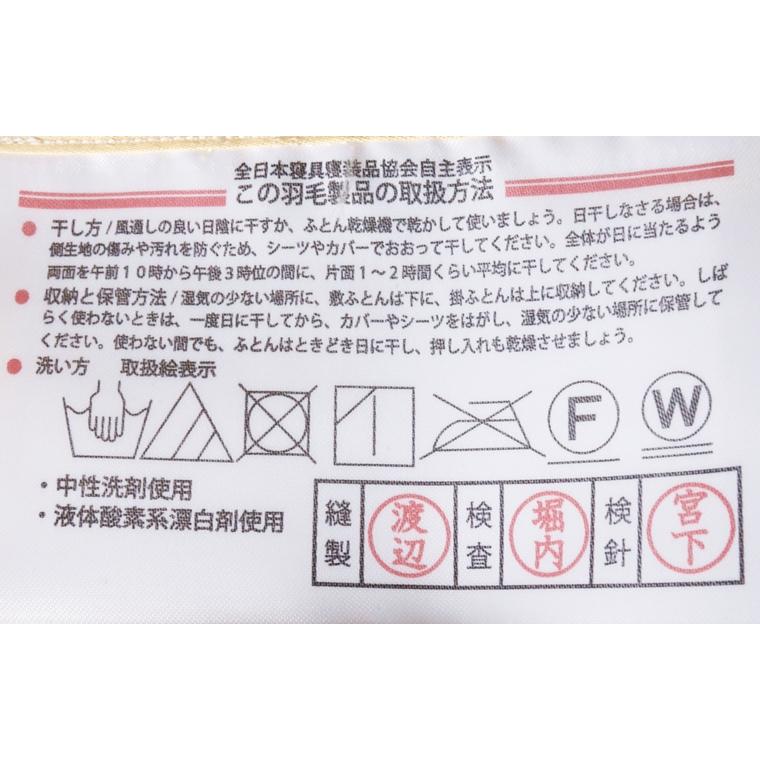 全日本寝具寝装品協会自主表示
この羽毛製品の取扱方法
● 干し方 / 風通しの良い日陰に干すか、ふとん乾燥機で乾かして使いましょう。日干しなさる場合は、
側生地の傷みや汚れを防ぐため、シーツやカバーでおおって干してください。全体が日に当たるよう
両面を午前10時から午後3時位の間に、片面1〜2時間くらい平均に干してください。
● 収納と保管方法 / 湿気の少ない場所に、敷ふとんは下に、掛ふとんは上に収納してください。しば
らく使わないときは、一度日に干してから、カバーやシーツをはがし、湿気の少ない場所に保管して
ください。使わない間でも、ふとんはときどき日に干し、押し入れも乾燥させましょう。
● 洗い方 取扱絵表示
F W
・中性洗剤使用
・液体酸素系漂白剤使用
縫製 渡辺 検査 堀内 検針 宮下